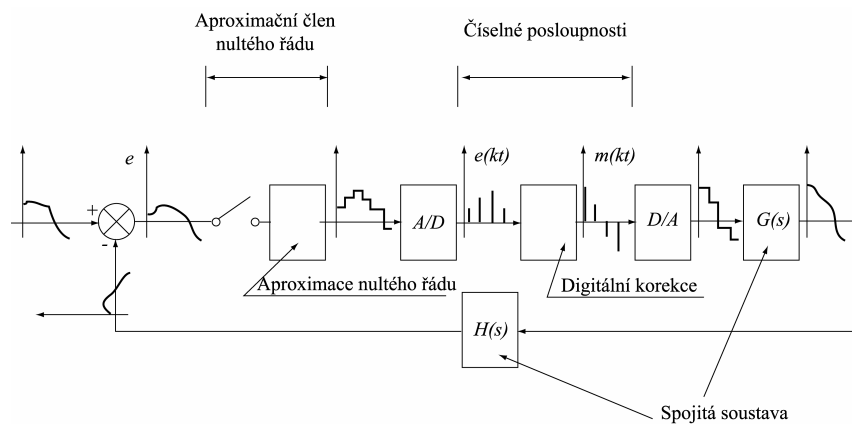 Aproximační člen
nultého řádu
Číselné posloupnosti
e
e(kt)
m(kt)
+
-
A/D
D/A
G(s)
Aproximace nultého řádu
Digitální korekce
H(s)
Spojitá soustava